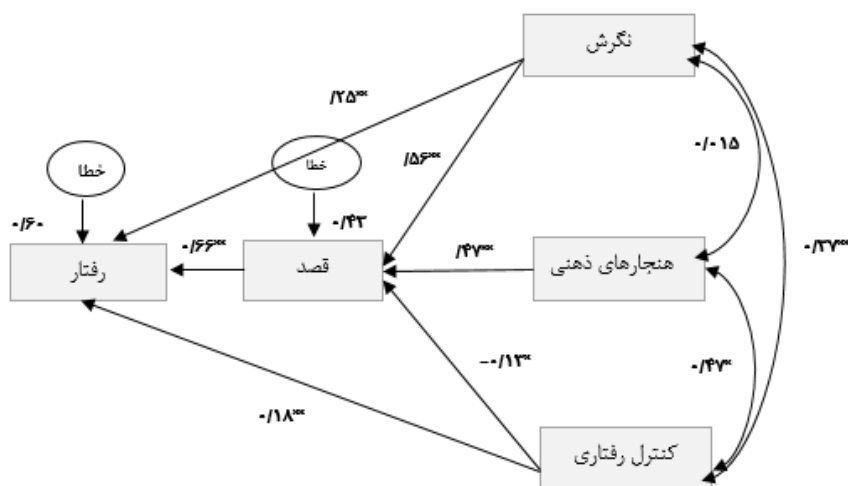 نگرش
/۲۵**
خطا
خطا
/۵۶**
۰/۰۱۵
۰/۶۰
۰/۴۳
رفتار
۰/۶۶**
قصد
/۴۷**
هنجارهای ذهنی
۰/۳۷**
-۰/۱۳*
۰/۴۷*
۰/۱۸**
کنترل رفتاری